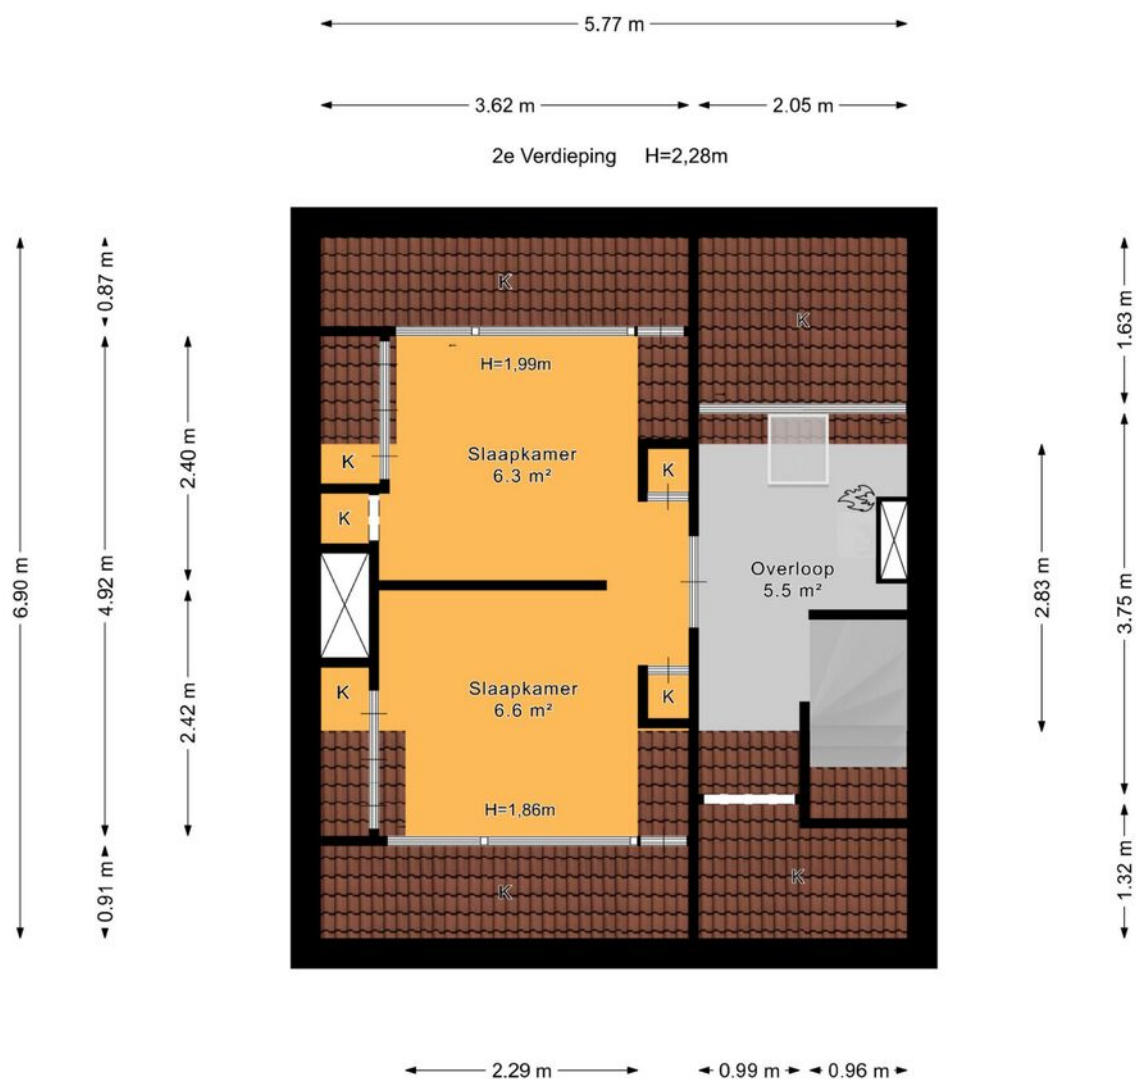 5.77 m
3.62 m
2.05 m
2e Verdieping H=2,28m
K
K
H=1,99m
Slaapkamer
6.3 m²
K
K
K
Overloop
5.5 m²
Slaapkamer
6.6 m²
K
K
H=1,86m
K
K
6.90 m
0.87 m
4.92 m
0.91 m
2.40 m
2.42 m
2.83 m
1.63 m
3.75 m
1.32 m
2.29 m
0.99 m
0.96 m